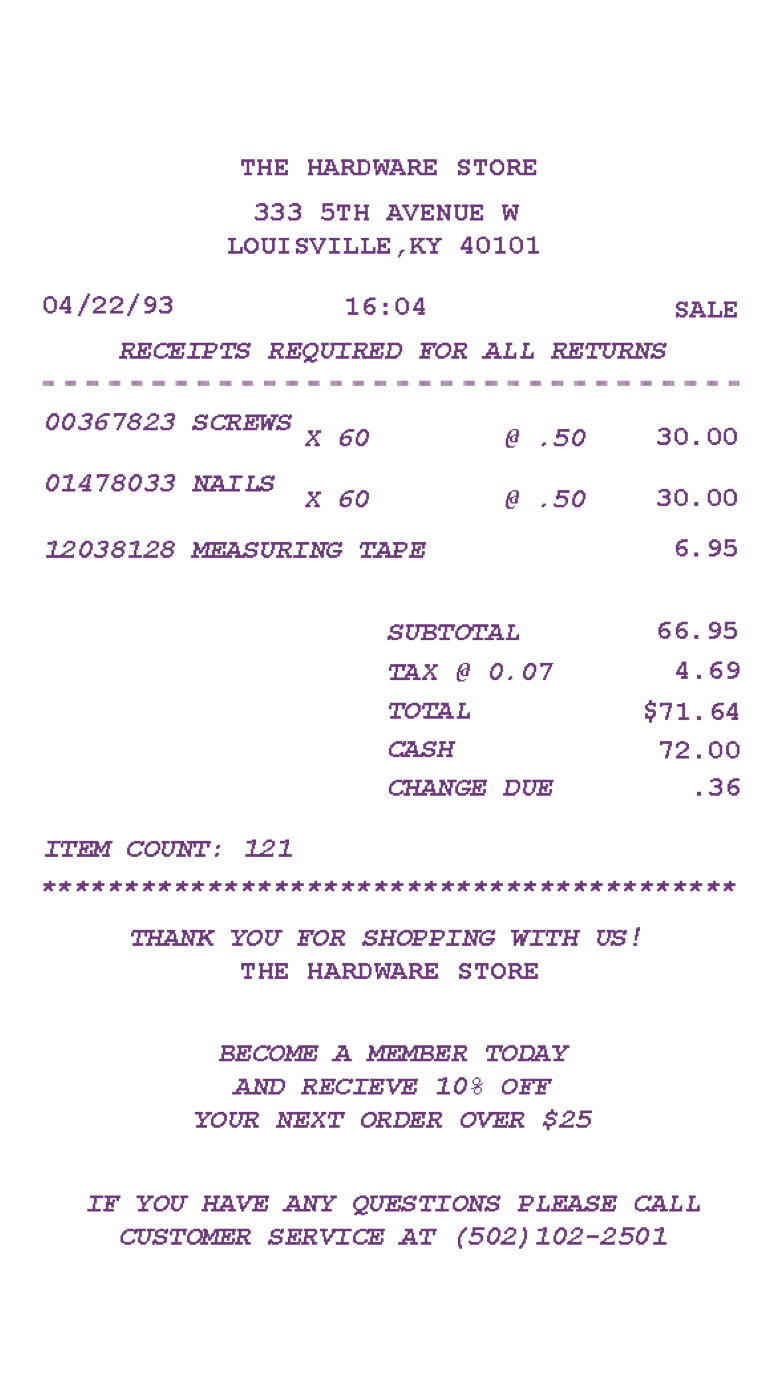 THE HARDWARE STORE
333 5TH AVENUE W
LOUISVILLE,KY 40101
04/22/93 16:04 SALE
RECEIPTS REQUIRED FOR ALL RETURNS
00367823 SCREWS X 60 @ .50 30.00
01478033 NAILS X 60 @ .50 30.00
12038128 MEASURING TAPE 6.95
SUBTOTAL 66.95
TAX @ 0.07 4.69
TOTAL $71.64
CASH 72.00
CHANGE DUE .36
ITEM COUNT: 121
******************************************
THANK YOU FOR SHOPPING WITH US!
THE HARDWARE STORE
BECOME A MEMBER TODAY
AND RECIEVE 10% OFF
YOUR NEXT ORDER OVER $25
IF YOU HAVE ANY QUESTIONS PLEASE CALL
CUSTOMER SERVICE AT (502)102-2501